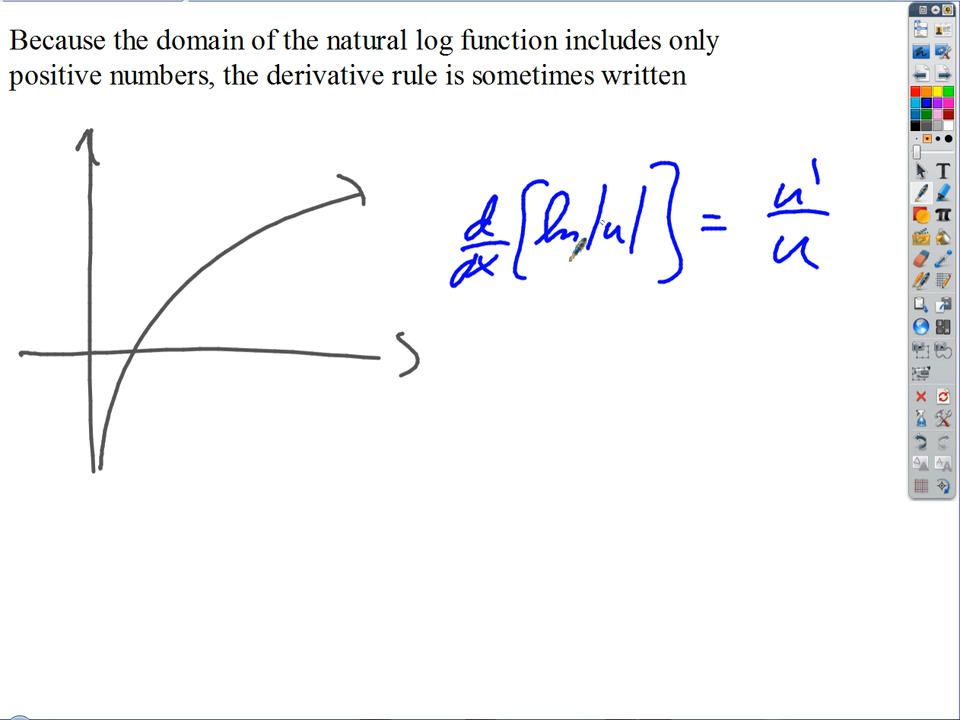 Because the domain of the natural log function includes only
positive numbers, the derivative rule is sometimes written
d/dx [ln|u|] = u'/u